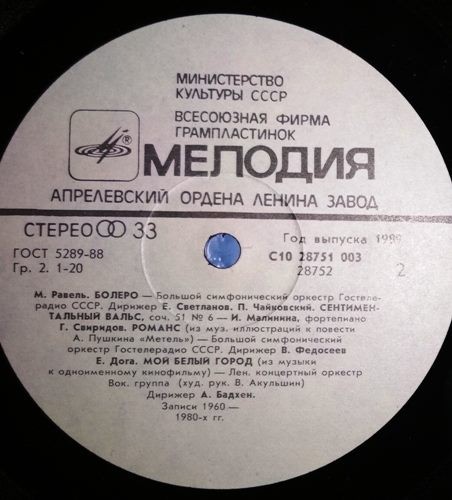 МИНИСТЕРСТВО
КУЛЬТУРЫ СССР
ВСЕСОЮЗНАЯ ФИРМА
ГРАМПЛАСТИНОК
®
МЕЛОДИЯ
АПРЕЛЕВСКИЙ ОРДЕНА ЛЕНИНА ЗАВОД
СТЕРЕО 33
Год выпуска 1989
ГОСТ 5289-88
С10 28751 003
Гр. 2. 1-20
28752
2
М. Равель. БОЛЕРО — Большой симфонический оркестр Гостеле-
радио СССР. Дирижер Е. Светланов. П. Чайковский. СЕНТИМЕН-
ТАЛЬНЫЙ ВАЛЬС, соч. 51 № 6 — И. Малинина, фортепиано
Г. Свиридов. РОМАНС (из муз. иллюстраций к повести
А. Пушкина «Метель») — Большой симфонический
оркестр Гостелерадио СССР. Дирижер В. Федосеев
Е. Дога. МОЙ БЕЛЫЙ ГОРОД (из музыки
к одноименному кинофильму) — Лен. концертный оркестр
Вок. группа (худ. рук. В. Акульшин)
Дирижер А. Бадхен.
Записи 1960—
1980-х гг.